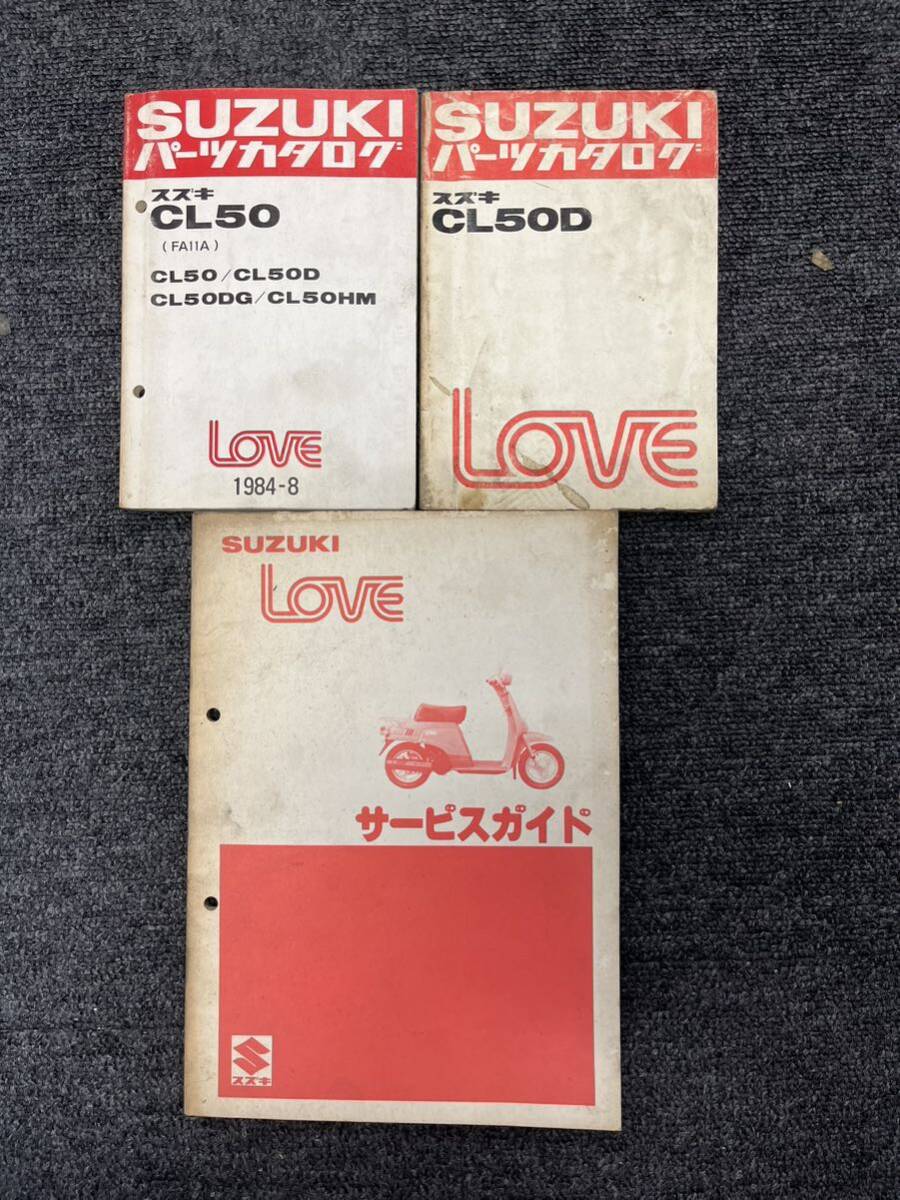 SUZUKI
パーツカタログ
スズキ
CL50
(FA11A)
CL50/CL50D
CL50DG/CL50HM
LOVE
1984-8
SUZUKI
パーツカタログ
スズキ
CL50D
LOVE
SUZUKI
LOVE
サービスガイド
スズキ